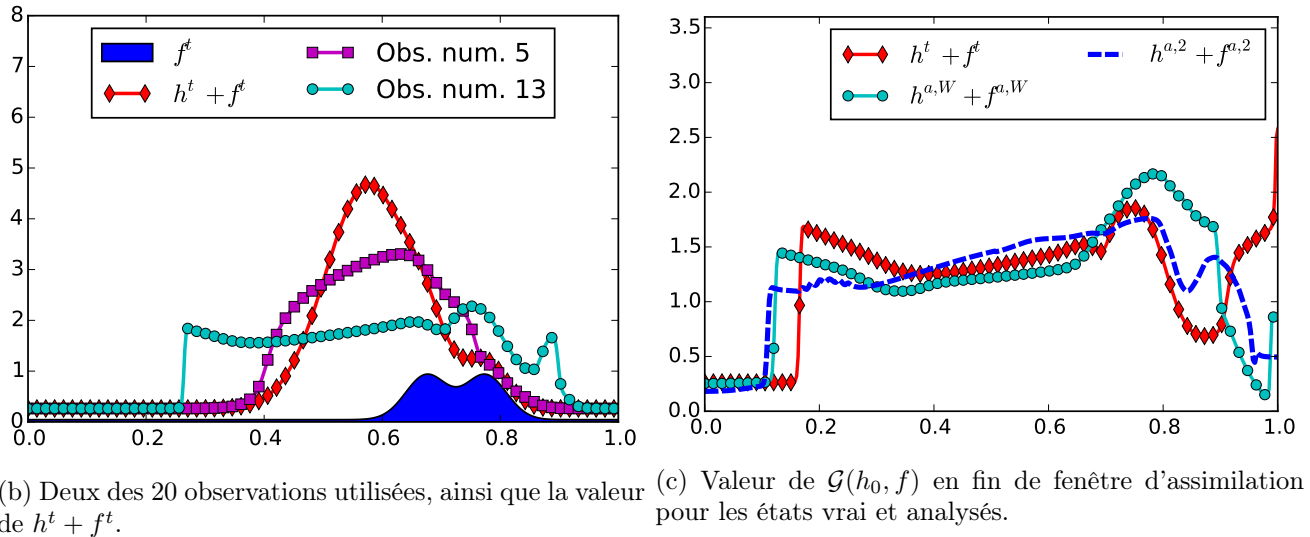 8
7
6
5
4
3
2
1
0
0.0 0.2 0.4 0.6 0.8 1.0
f^t
h^t + f^t
Obs. num. 5
Obs. num. 13
(b) Deux des 20 observations utilisées, ainsi que la valeur
de h^t + f^t.
3.5
3.0
2.5
2.0
1.5
1.0
0.5
0.0
0.0 0.2 0.4 0.6 0.8 1.0
h^t + f^t
h^{a,W} + f^{a,W}
h^{a,2} + f^{a,2}
(c) Valeur de 𝒢(h₀, f) en fin de fenêtre d'assimilation
pour les états vrai et analysés.